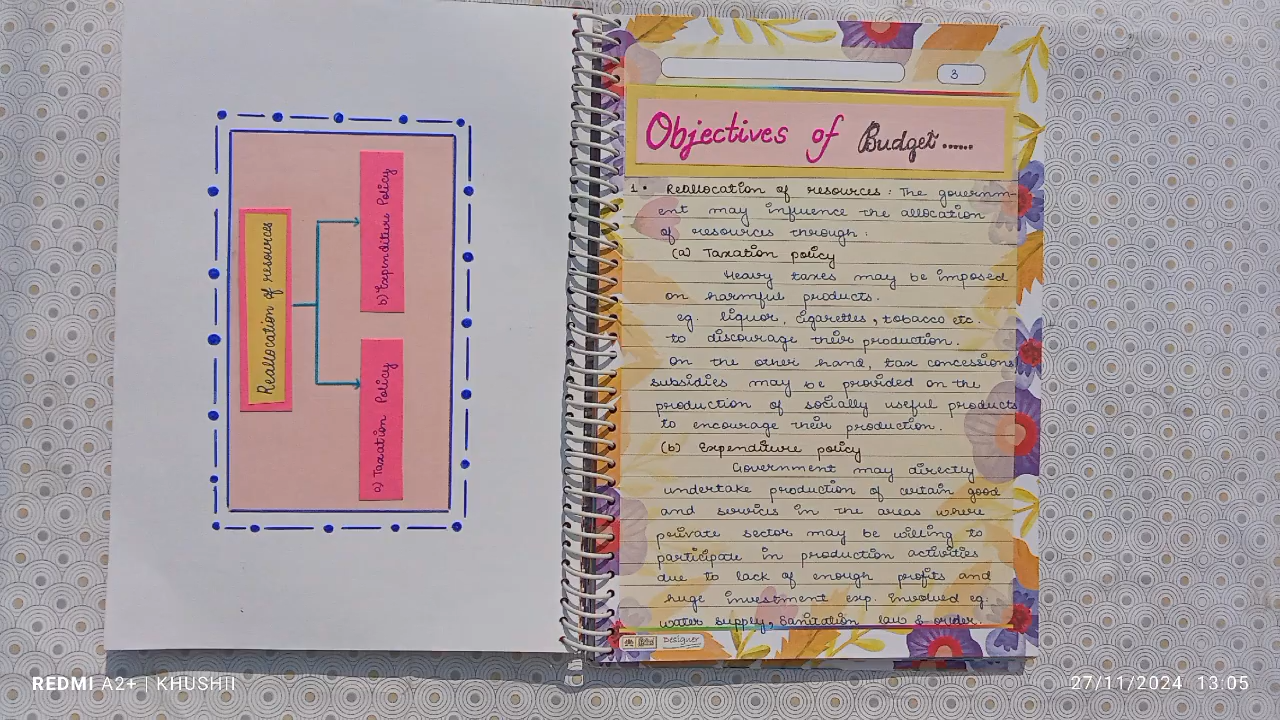 Reallocation of resources
a) Taxation Policy
b) Expenditure Policy
3
Objectives of Budget......
1. Reallocation of resources: The governm-
ent may influence the allocation
of resources through:
(a) Taxation policy
Heavy taxes may be imposed
on harmful products.
eg. liquor, cigarettes, tobacco etc.
to discourage their production.
On the other hand, tax concessions
subsidies may be provided on the
production of socially useful products
to encourage their production.
(b) Expenditure policy
Government may directly
undertake production of certain good
and services in the areas where
private sector may be willing to
participate in production activities
due to lack of enough profits and
huge investment exp. involved eg:
water supply, sanitation law & order.
Designer
REDMI A2+ | KHUSHII
27/11/2024 13:05